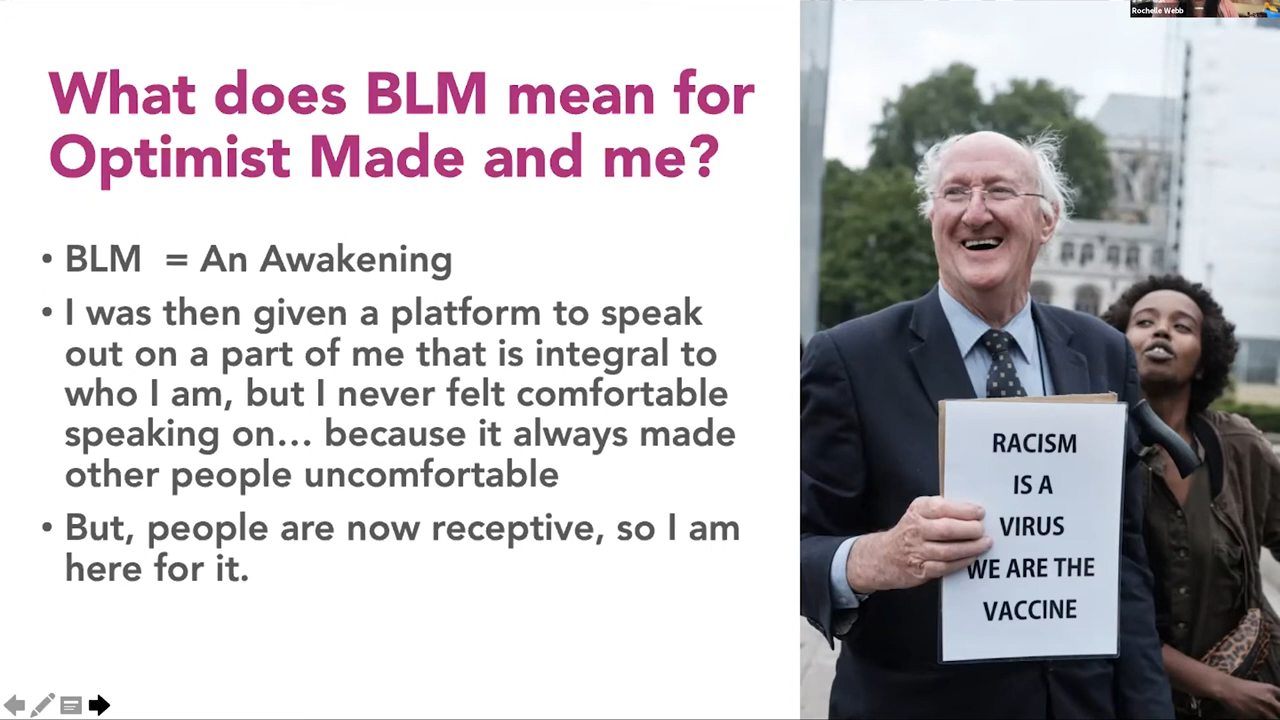 Rochelle Webb
What does BLM mean for
Optimist Made and me?
• BLM = An Awakening
• I was then given a platform to speak
out on a part of me that is integral to
who I am, but I never felt comfortable
speaking on... because it always made
other people uncomfortable
• But, people are now receptive, so I am
here for it.
RACISM
IS A
VIRUS
WE ARE THE
VACCINE